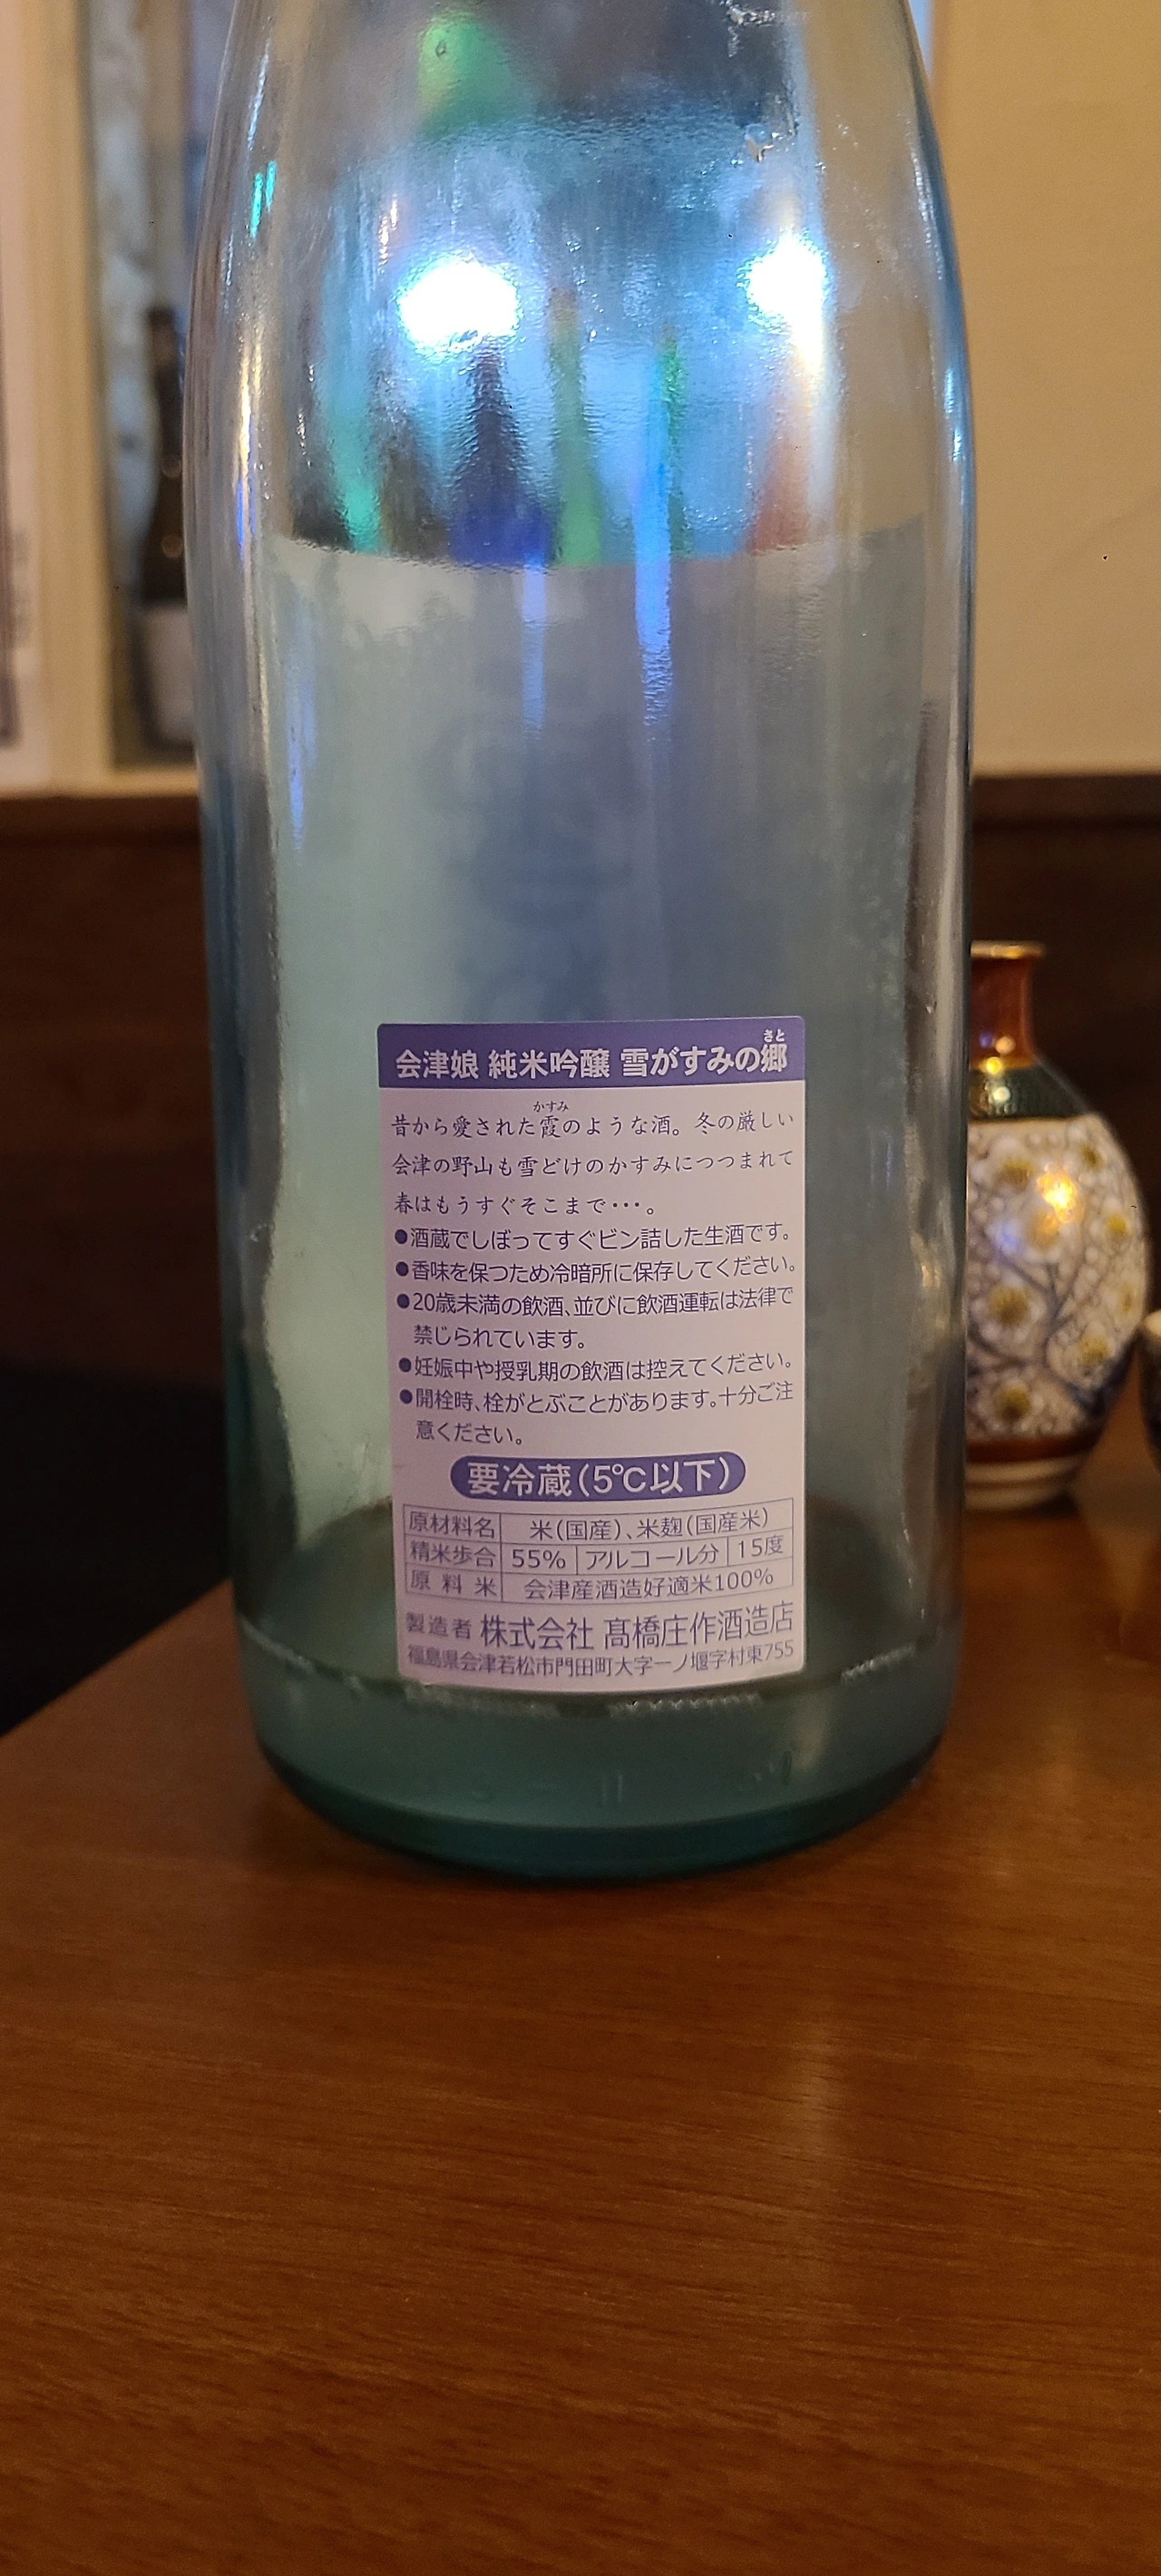 会津娘 純米吟醸 雪がすみの郷
さと
かすみ
昔から愛された霞のような酒。冬の厳しい
会津の野山も雪どけのかすみにつつまれて
春はもうすぐそこまで・・・。
●酒蔵でしぼってすぐビン詰した生酒です。
●香味を保つため冷暗所に保存してください。
●20歳未満の飲酒、並びに飲酒運転は法律で
禁じられています。
●妊娠中や授乳期の飲酒は控えてください。
●開栓時、栓がとぶことがあります。十分ご注
意ください。
要冷蔵(5℃以下)
原材料名 米(国産)、米麹(国産米)
精米歩合 55% アルコール分 15度
原料米 会津産酒造好適米100%
製造者 株式会社 髙橋庄作酒造店
福島県会津若松市門田町大字一ノ堰字村東755